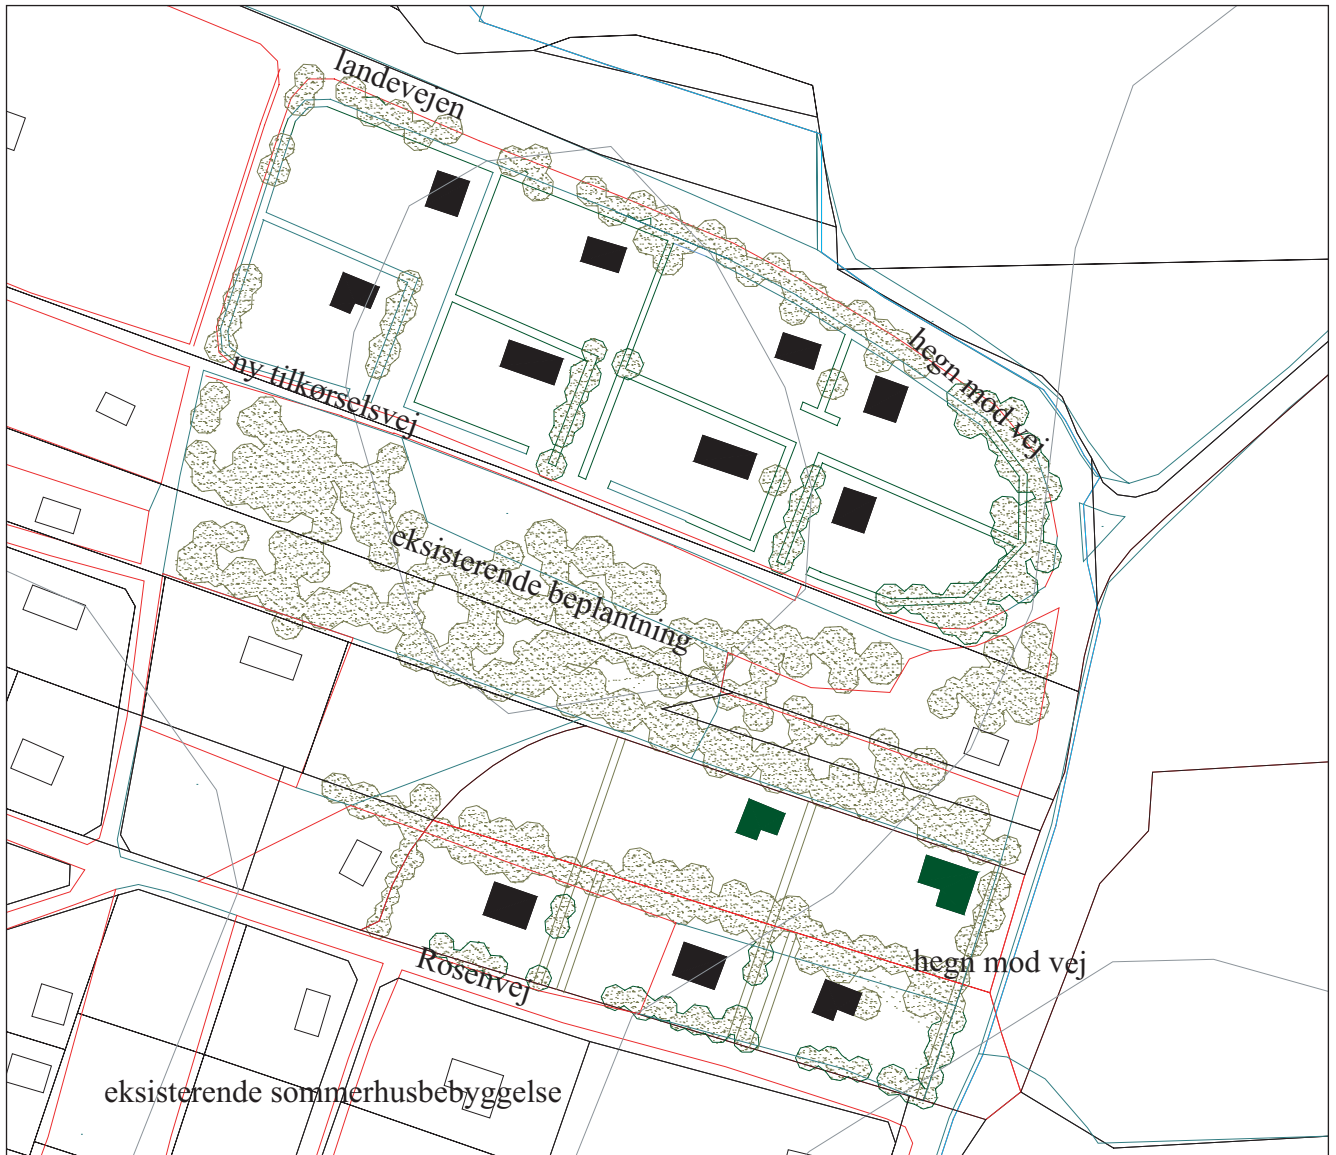 landevejen
hegn mod vej
ny tilkørselsvej
eksisterende beplantning
hegn mod vej
Rosenvej
eksisterende sommerhusbebyggelse